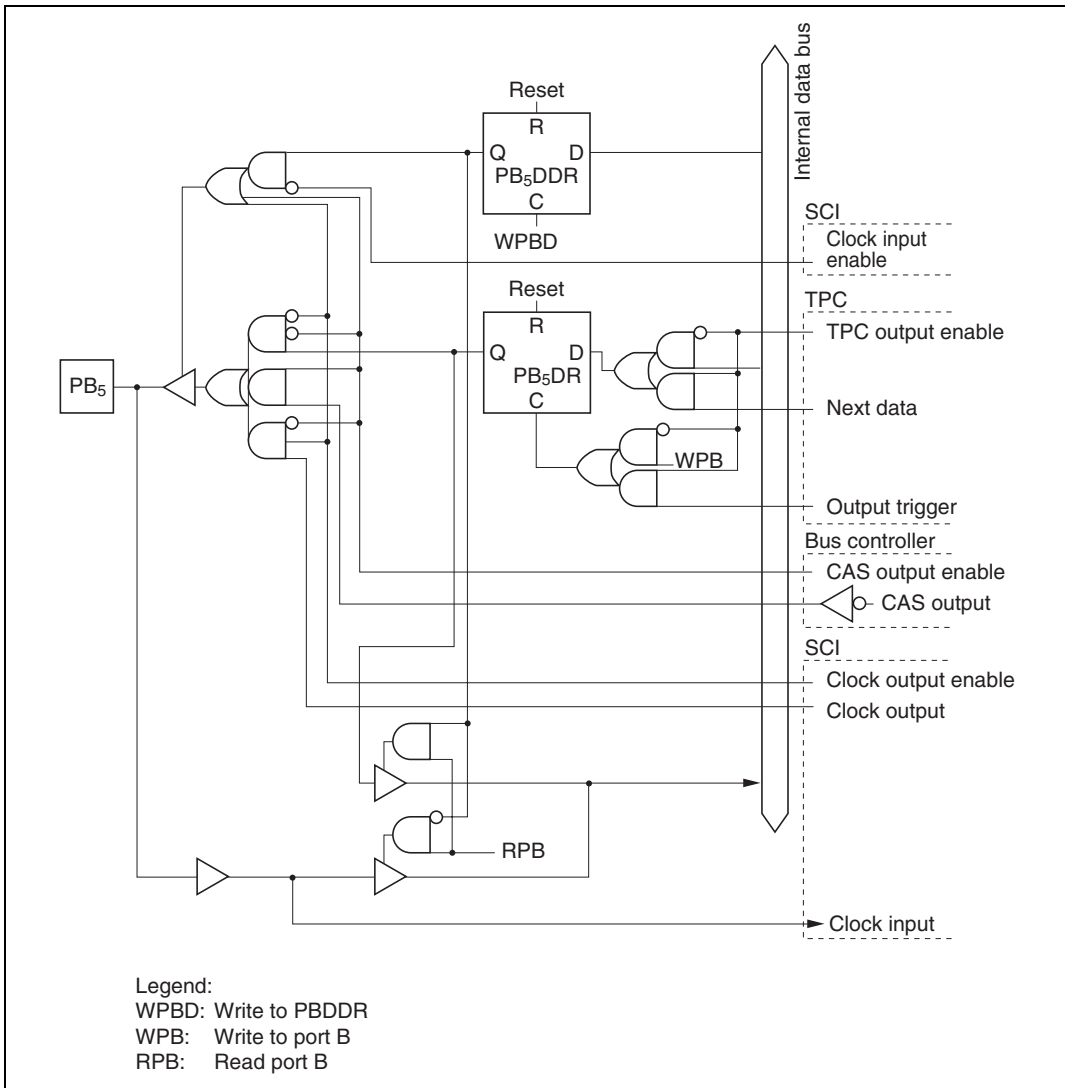 Reset
R
Q D
PB5DDR
C
WPBD
Internal data bus
SCI
Clock input
enable
Reset
R
Q D
PB5DR
C
TPC
TPC output enable
Next data
WPB
Output trigger
PB5
Bus controller
CAS output enable
CAS output
SCI
Clock output enable
Clock output
RPB
Clock input
Legend:
WPBD: Write to PBDDR
WPB: Write to port B
RPB: Read port B